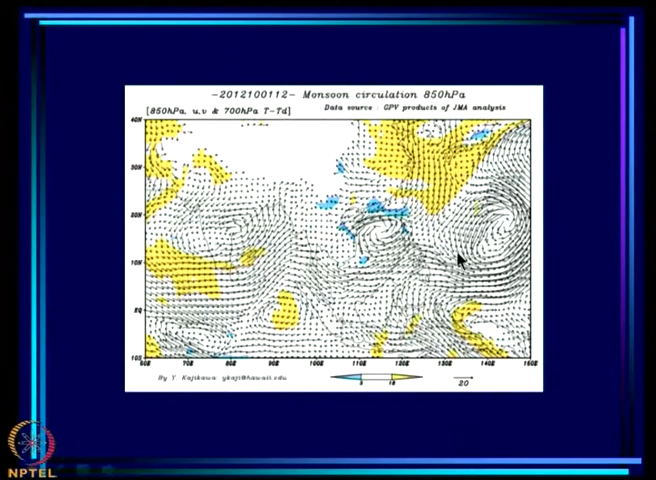 -2012100112- Monsoon circulation 850hPa
[850hPa, u,v & 700hPa T-Td] Data source : GPV products of JMA analysis
40N
30N
20N
10N
EQ
10S
60E 70E 80E 90E 100E 110E 120E 130E 140E 150E
By Y. Kajikawa ykaji@hawaii.edu
20
NPTEL